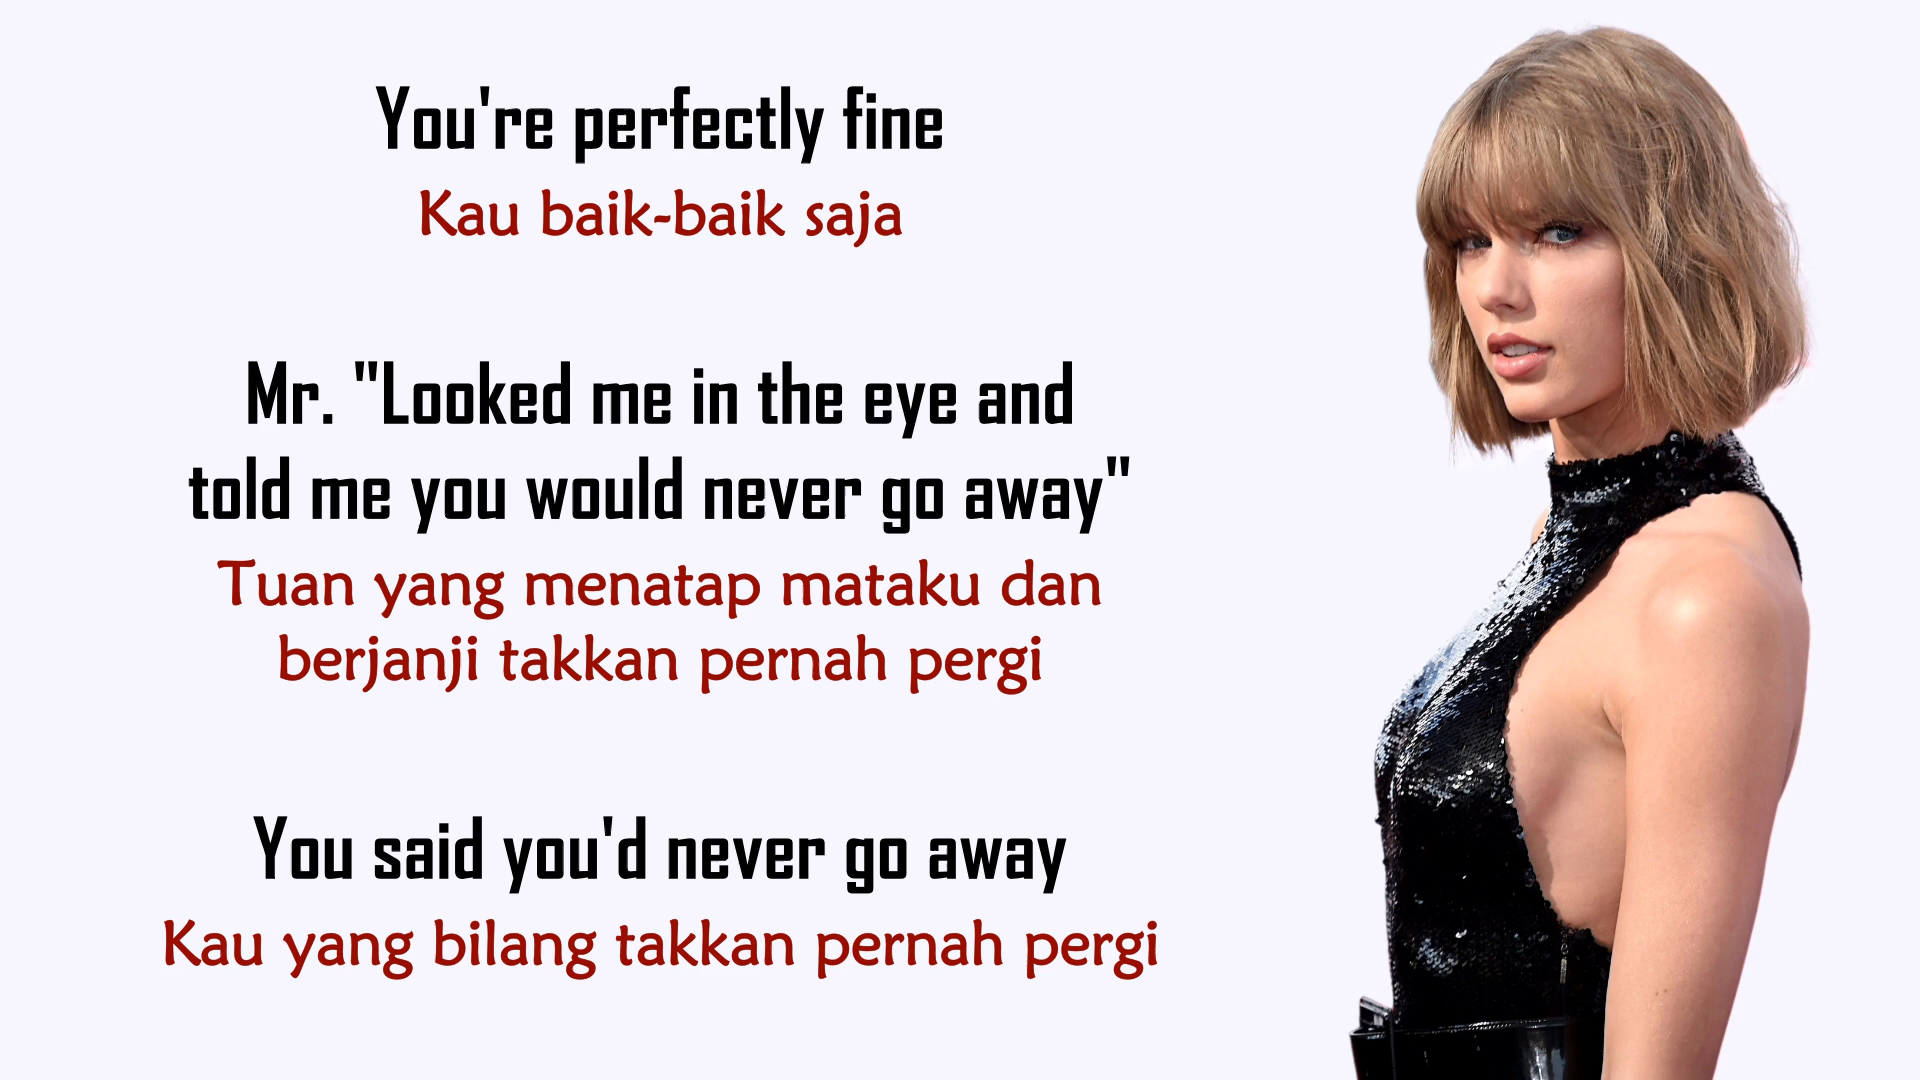 You're perfectly fine
Kau baik-baik saja
Mr. "Looked me in the eye and
told me you would never go away"
Tuan yang menatap mataku dan
berjanji takkan pernah pergi
You said you'd never go away
Kau yang bilang takkan pernah pergi